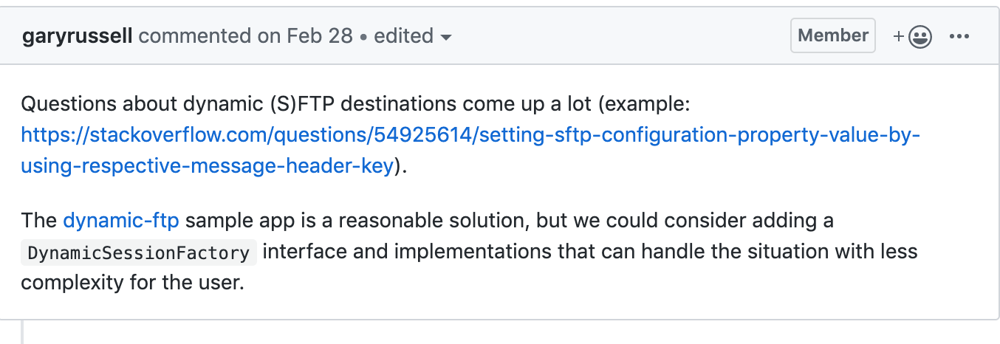 garyrussell commented on Feb 28 • edited
Member
Questions about dynamic (S)FTP destinations come up a lot (example:
https://stackoverflow.com/questions/54925614/setting-sftp-configuration-property-value-by-
using-respective-message-header-key).
The dynamic-ftp sample app is a reasonable solution, but we could consider adding a
DynamicSessionFactory interface and implementations that can handle the situation with less
complexity for the user.